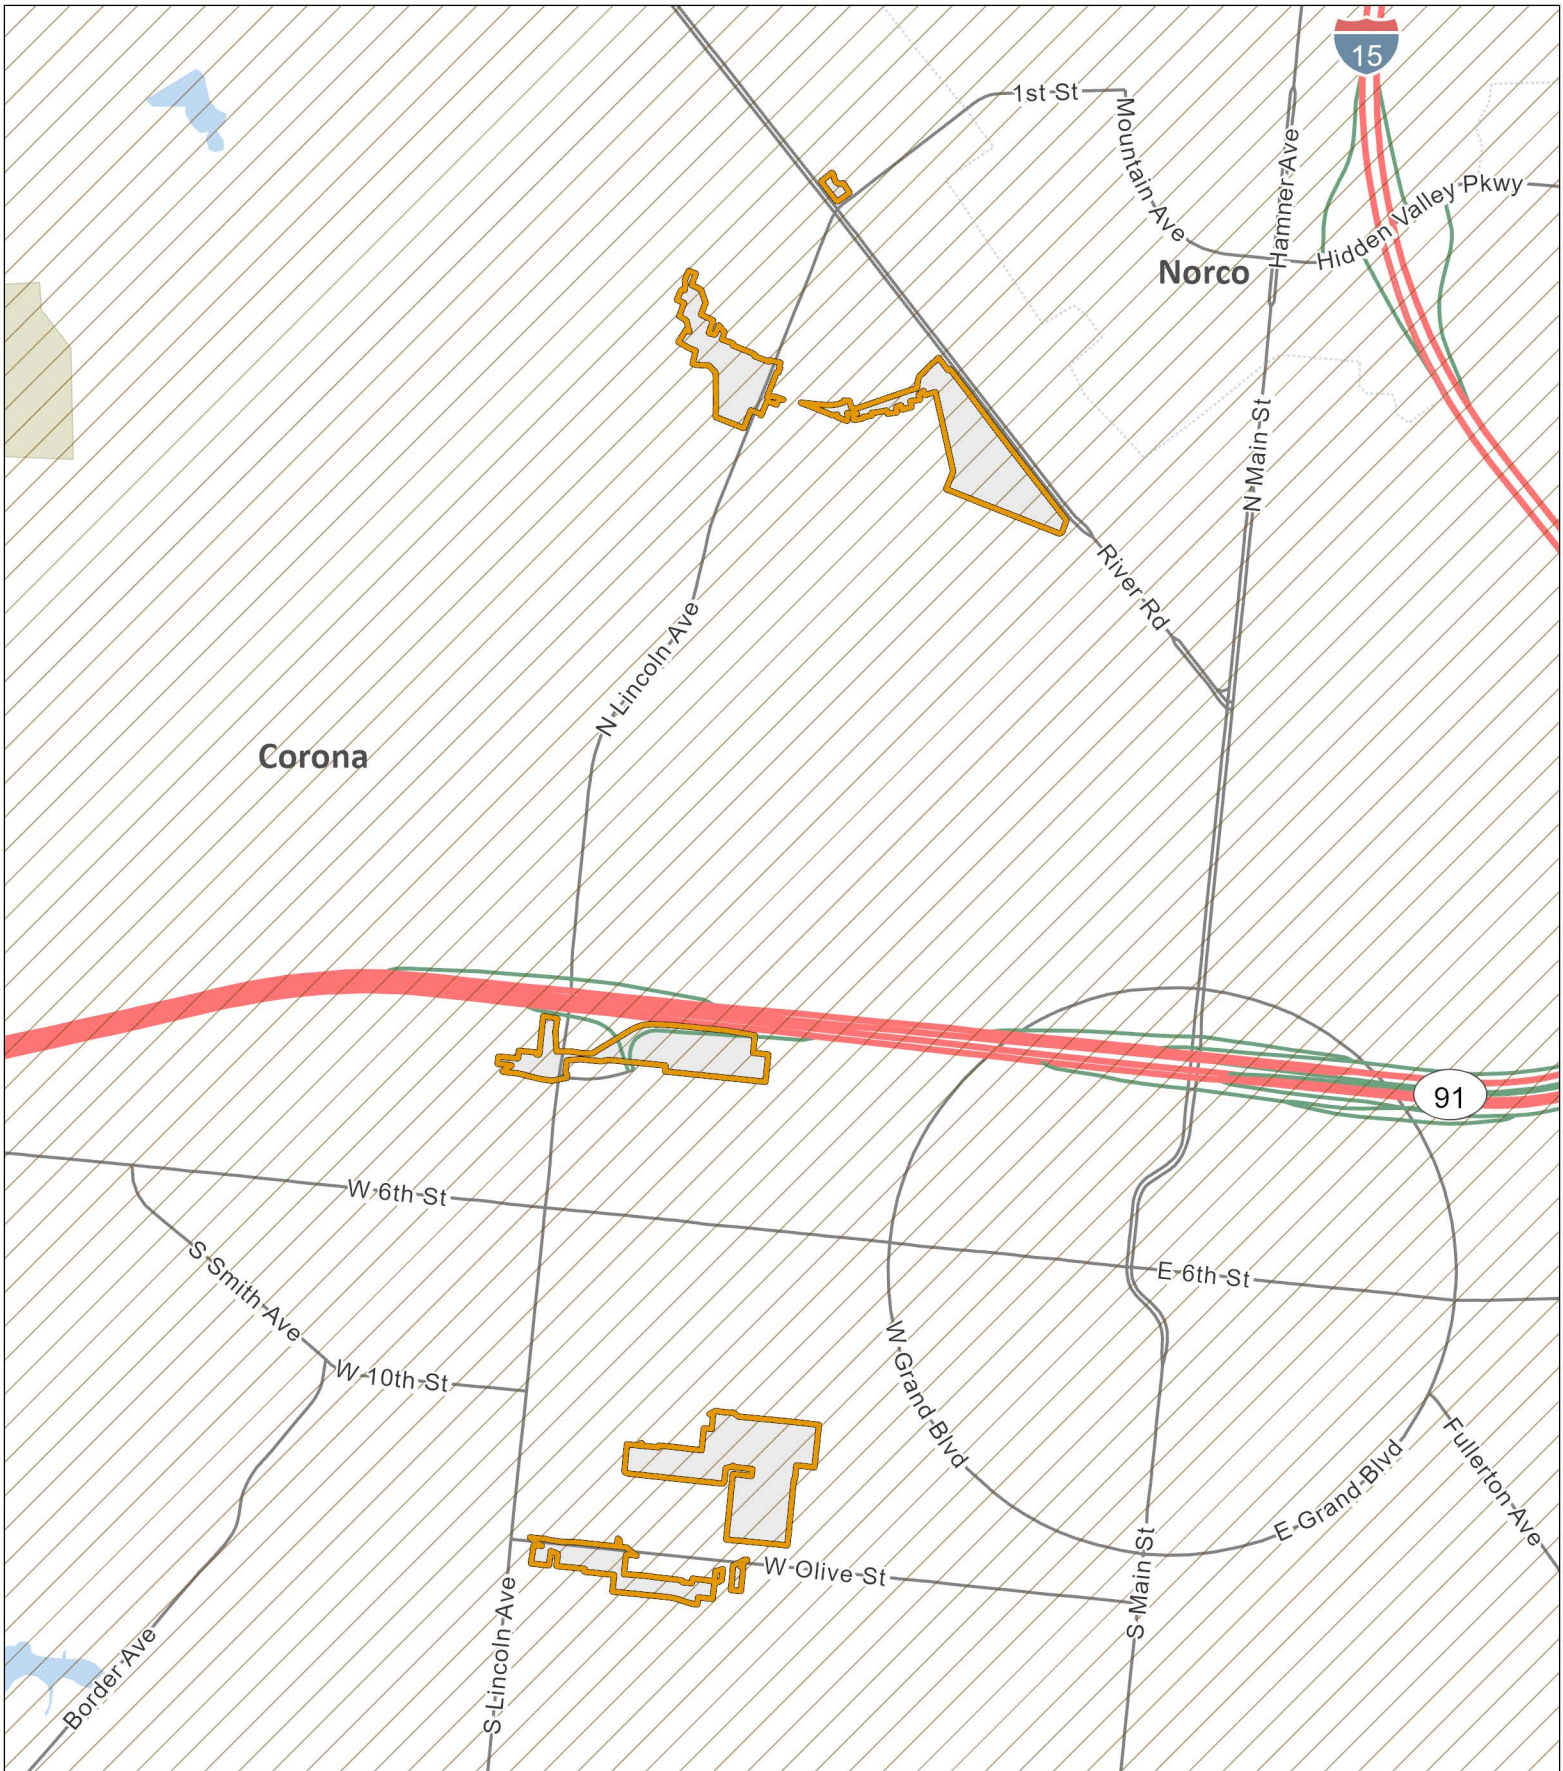 15
1st St
Mountain Ave
Hamner Ave
Hidden Valley Pkwy
Norco
N Main St
River Rd
N Lincoln Ave
Corona
91
W 6th St
E 6th St
S Smith Ave
W 10th St
W Grand Blvd
E Grand Blvd
Fullerton Ave
W Olive St
S Main St
S Lincoln Ave
Border Ave